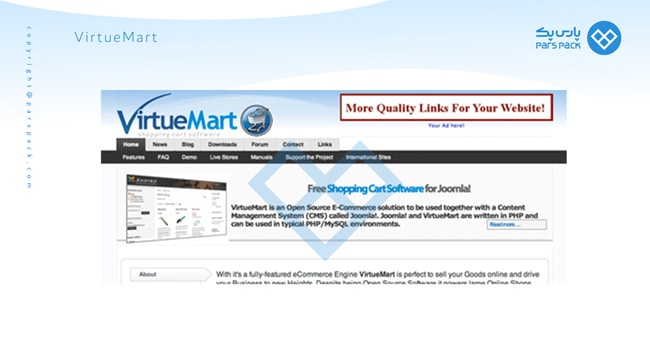 VirtueMart
پارس پک
PARS PACK
copyright@parspack.com
VirtueMart
shopping cart software
More Quality Links For Your Website!
Your Ad here!
Home News Blog Downloads Forum Contact Links
Features FAQ Demo Live Stores Manuals Support the Project International Sites
Joomla!
Free Shopping Cart Software for Joomla!
VirtueMart is an Open Source E-Commerce solution to be used together with a Content
Management System (CMS) called Joomla!. Joomla! and VirtueMart are written in PHP and
can be used in typical PHP/MySQL environments.
Read more ...
About
With it's a fully-featured eCommerce Engine VirtueMart is perfect to sell your Goods online and drive
your Business to new Heights. Despite being Open Source Software it powers large Online Shops